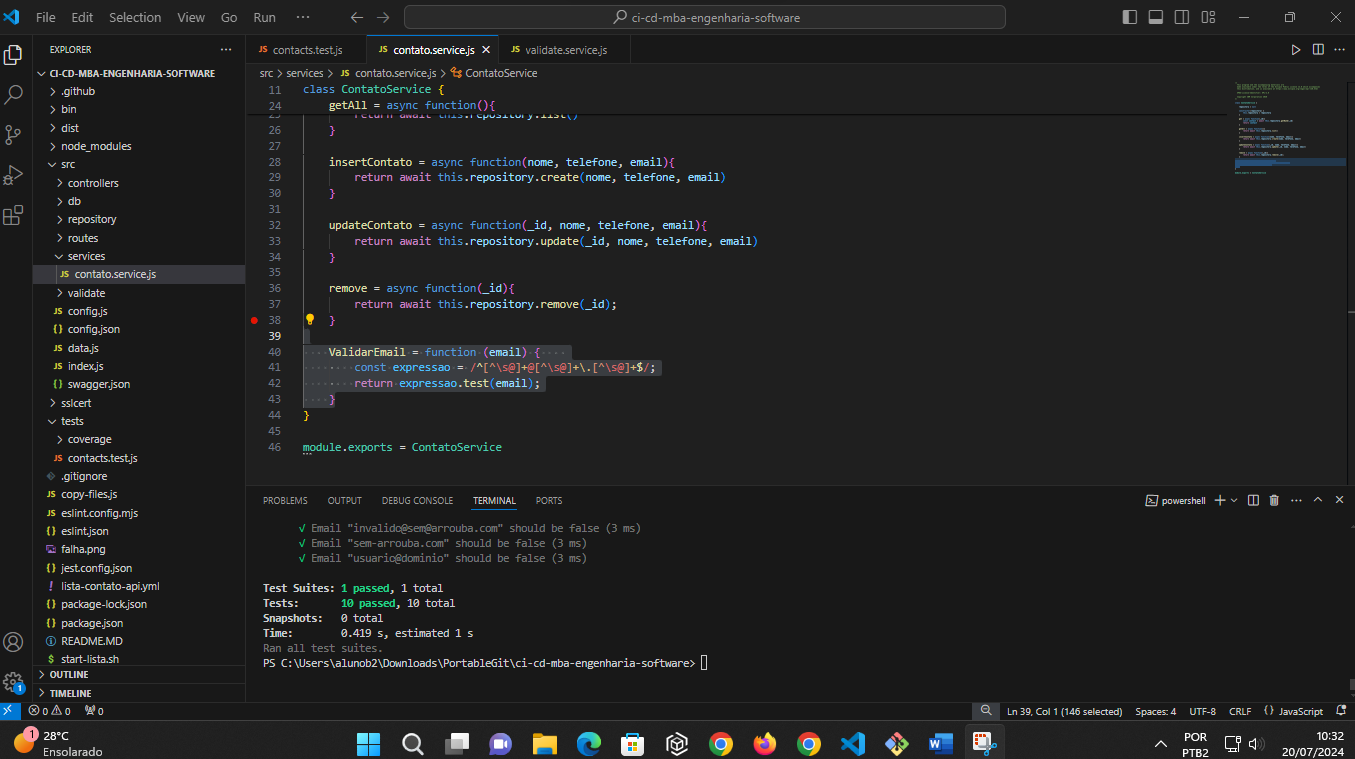 File Edit Selection View Go Run ··· ci-cd-mba-engenharia-software
EXPLORER ···
CI-CD-MBA-ENGENHARIA-SOFTWARE
.github
bin
dist
node_modules
src
controllers
db
repository
routes
services
JS contato.service.js
validate
JS config.js
{} config.json
JS data.js
JS index.js
{} swagger.json
sslcert
tests
coverage
JS contacts.test.js
.gitignore
JS copy-files.js
JS eslint.config.mjs
{} eslint.json
falha.png
{} jest.config.json
! lista-contato-api.yml
{} package-lock.json
{} package.json
README.MD
$ start-lista.sh
OUTLINE
TIMELINE
JS contacts.test.js JS contato.service.js JS validate.service.js
src > services > JS contato.service.js > ContatoService
11 class ContatoService {
24 getAll = async function(){
25 return await this.repository.list()
26 }
27
28 insertContato = async function(nome, telefone, email){
29 return await this.repository.create(nome, telefone, email)
30 }
31
32 updateContato = async function(_id, nome, telefone, email){
33 return await this.repository.update(_id, nome, telefone, email)
34 }
35
36 remove = async function(_id){
37 return await this.repository.remove(_id);
38 }
39
40 ValidarEmail = function (email) {
41 const expressao = /^[^\s@]+@[^\s@]+\.[^\s@]+$/;
42 return expressao.test(email);
43 }
44 }
45
46 module.exports = ContatoService
PROBLEMS OUTPUT DEBUG CONSOLE TERMINAL PORTS powershell
√ Email "invalido@sem@arrouba.com" should be false (3 ms)
√ Email "sem-arrouba.com" should be false (3 ms)
√ Email "usuario@dominio" should be false (3 ms)
Test Suites: 1 passed, 1 total
Tests: 10 passed, 10 total
Snapshots: 0 total
Time: 0.419 s, estimated 1 s
Ran all test suites.
PS C:\Users\alunob2\Downloads\PortableGit\ci-cd-mba-engenharia-software>
1
0 0 0 Ln 39, Col 1 (146 selected) Spaces: 4 UTF-8 CRLF {} JavaScript
1 28°C
Ensolarado
POR
PTB2
10:32
20/07/2024